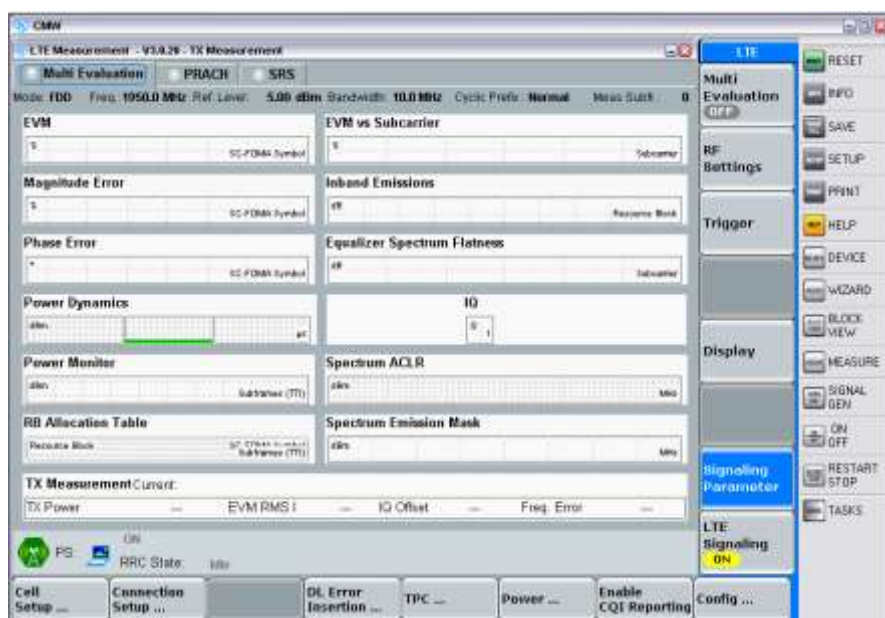 CMW
LTE Measurement - V3.0.20 - TX Measurement
LTE
Multi Evaluation PRACH SRS
Mode: FDD Freq.: 1950.0 MHz Ref. Level: 5.00 dBm Bandwidth: 10.0 MHz Cyclic Prefix: Normal Meas Subfr.: 0
EVM
%
SC-FDMA Symbol
EVM vs Subcarrier
%
Subcarrier
Magnitude Error
%
SC-FDMA Symbol
Inband Emissions
dB
Resource Block
Phase Error
°
SC-FDMA Symbol
Equalizer Spectrum Flatness
dB
Subcarrier
Power Dynamics
dBm
µs
IQ
Q
I
Power Monitor
dBm
Subframes (TTI)
Spectrum ACLR
dBm
MHz
RB Allocation Table
Resource Block
SC-FDMA Symbol
Subframes (TTI)
Spectrum Emission Mask
dBm
MHz
TX Measurement Current:
TX Power --- EVM RMS l --- IQ Offset --- Freq. Error ---
PS:
ON
RRC State: Idle
Multi
Evaluation
OFF
RF
Settings
Trigger
Display
Signaling
Parameter
LTE
Signaling
ON
RESET
INFO
SAVE
SETUP
PRINT
HELP
DEVICE
WIZARD
BLOCK
VIEW
MEASURE
SIGNAL
GEN
ON
OFF
RESTART
STOP
TASKS
Cell
Setup ...
Connection
Setup ...
DL Error
Insertion ...
TPC ...
Power ...
Enable
CQI Reporting
Config ...